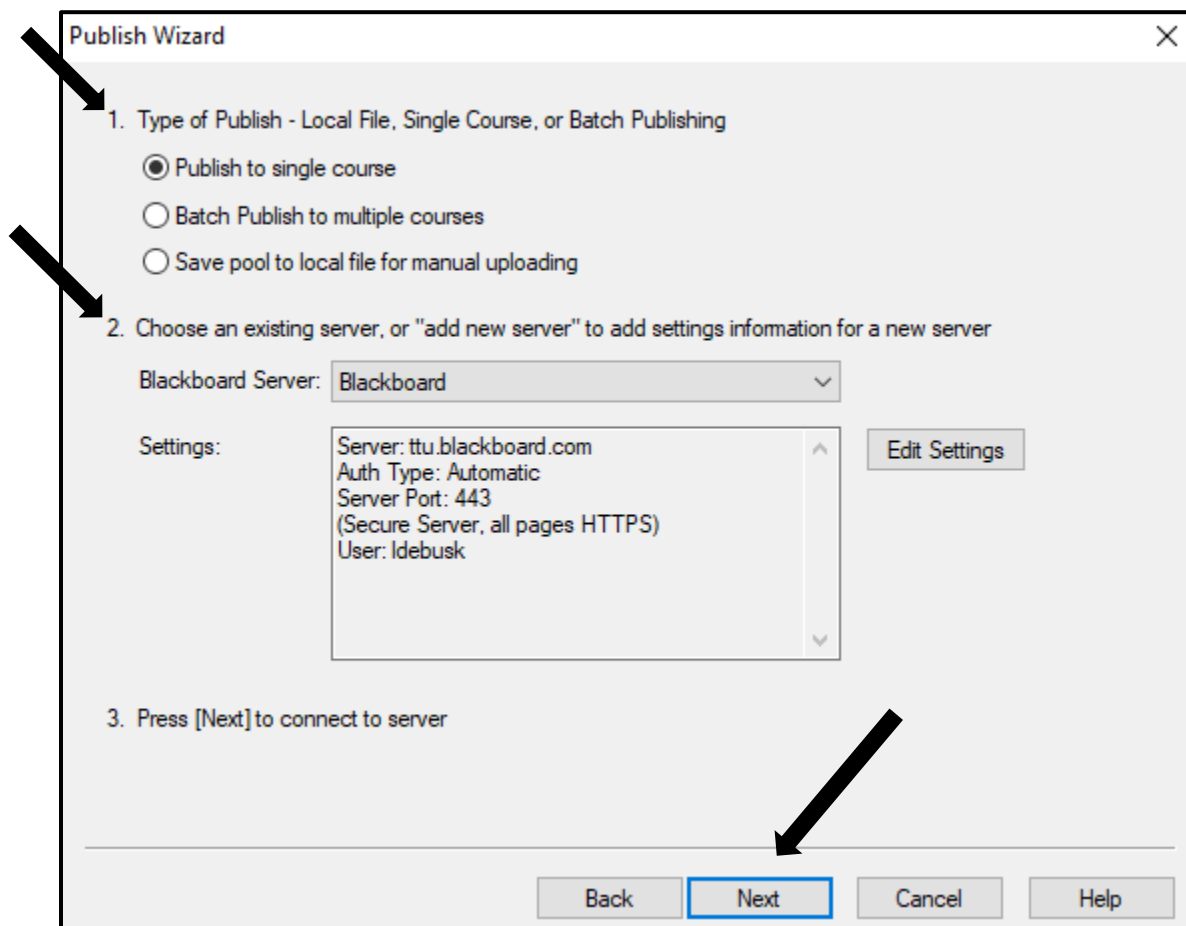 Publish Wizard
1. Type of Publish - Local File, Single Course, or Batch Publishing
Publish to single course
Batch Publish to multiple courses
Save pool to local file for manual uploading
2. Choose an existing server, or "add new server" to add settings information for a new server
Blackboard Server: Blackboard
Settings:
Server: ttu.blackboard.com
Auth Type: Automatic
Server Port: 443
(Secure Server, all pages HTTPS)
User: ldebusk
Edit Settings
3. Press [Next] to connect to server
Back Next Cancel Help